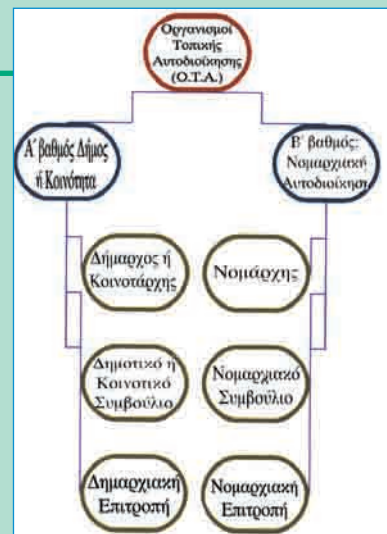 Οργανισμοί
Τοπικής
Αυτοδιοίκησης
(Ο.Τ.Α.)
Α΄ βαθμός Δήμος
ή Κοινότητα
Β΄ βαθμός:
Νομαρχιακή
Αυτοδιοίκηση
Δήμαρχος ή
Κοινοτάρχης
Νομάρχης
Δημοτικό ή
Κοινοτικό
Συμβούλιο
Νομαρχιακό
Συμβούλιο
Δημαρχιακή
Επιτροπή
Νομαρχιακή
Επιτροπή